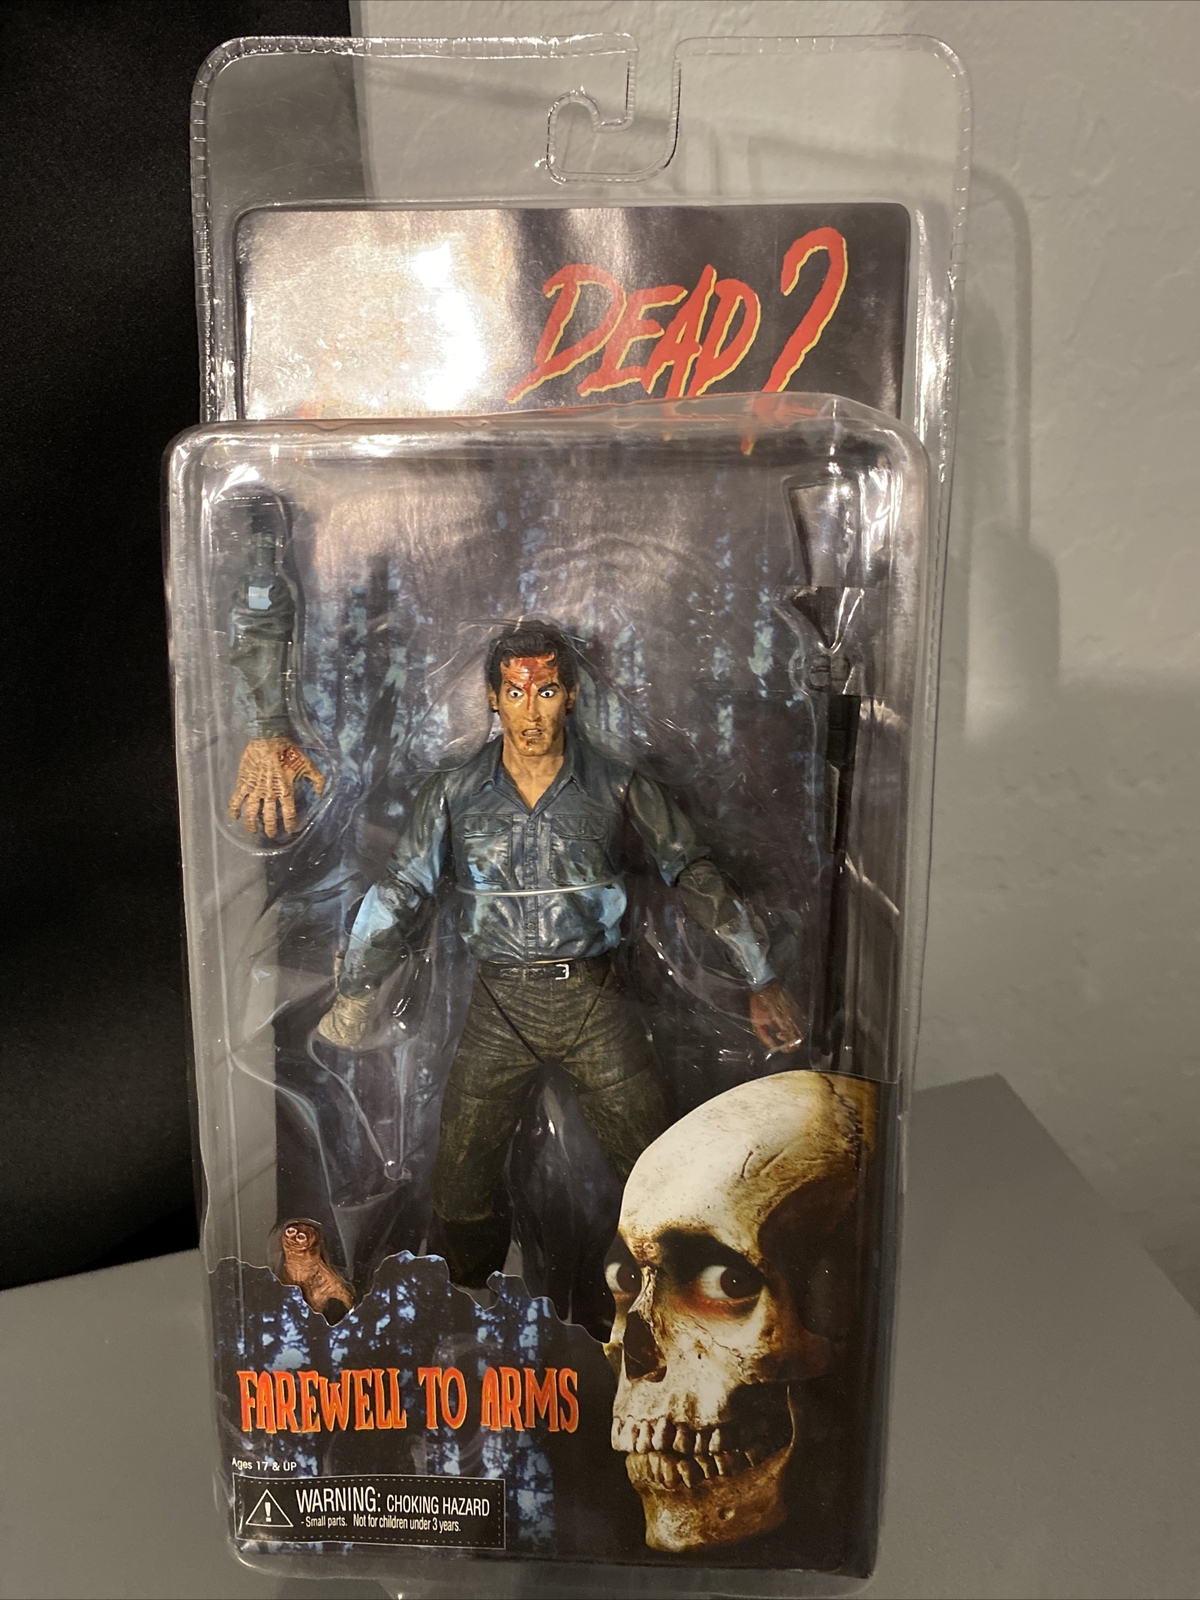 DEAD 2
FAREWELL TO ARMS
Ages 17 & UP
WARNING: CHOKING HAZARD
- Small parts. Not for children under 3 years.